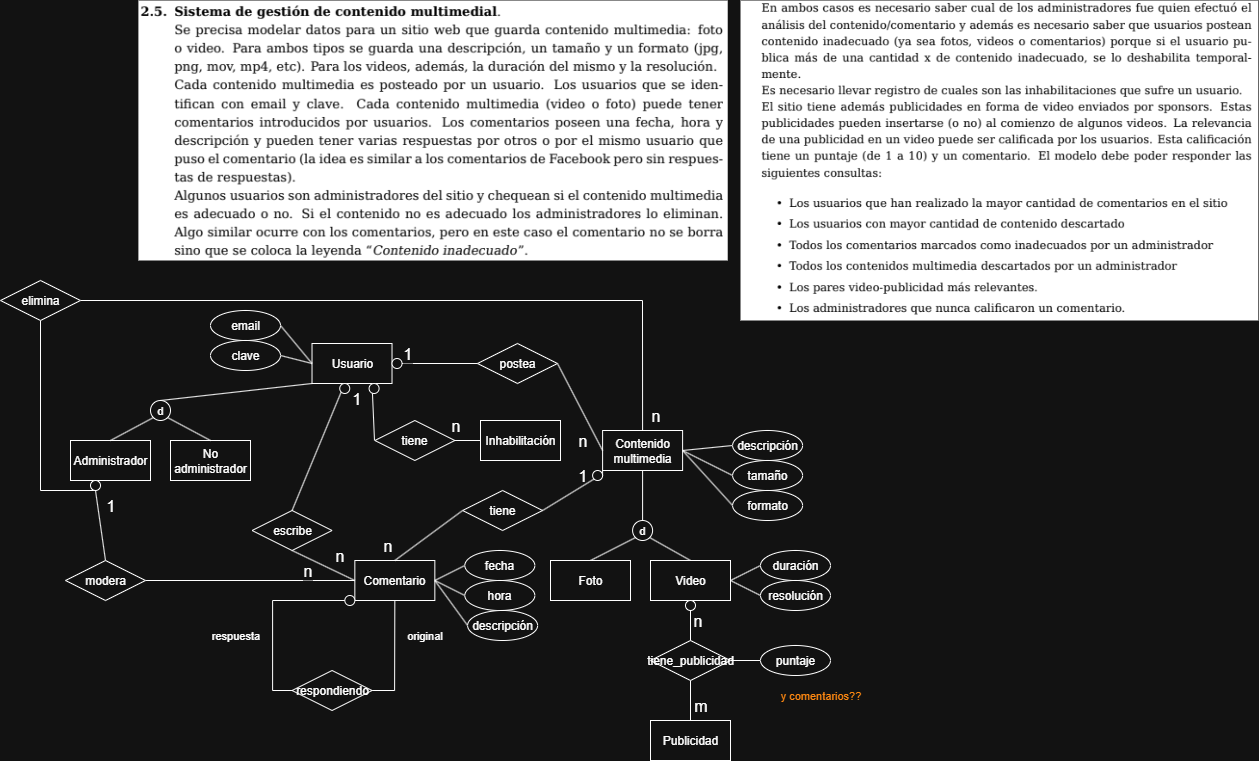 2.5. Sistema de gestión de contenido multimedial.
Se precisa modelar datos para un sitio web que guarda contenido multimedia: foto
o video. Para ambos tipos se guarda una descripción, un tamaño y un formato (jpg,
png, mov, mp4, etc). Para los videos, además, la duración del mismo y la resolución.
Cada contenido multimedia es posteado por un usuario. Los usuarios que se iden-
tifican con email y clave. Cada contenido multimedia (video o foto) puede tener
comentarios introducidos por usuarios. Los comentarios poseen una fecha, hora y
descripción y pueden tener varias respuestas por otros o por el mismo usuario que
puso el comentario (la idea es similar a los comentarios de Facebook pero sin respues-
tas de respuestas).
Algunos usuarios son administradores del sitio y chequean si el contenido multimedia
es adecuado o no. Si el contenido no es adecuado los administradores lo eliminan.
Algo similar ocurre con los comentarios, pero en este caso el comentario no se borra
sino que se coloca la leyenda “Contenido inadecuado”.
En ambos casos es necesario saber cual de los administradores fue quien efectuó el
análisis del contenido/comentario y además es necesario saber que usuarios postean
contenido inadecuado (ya sea fotos, videos o comentarios) porque si el usuario pu-
blica más de una cantidad x de contenido inadecuado, se lo deshabilita temporal-
mente.
Es necesario llevar registro de cuales son las inhabilitaciones que sufre un usuario.
El sitio tiene además publicidades en forma de video enviados por sponsors. Estas
publicidades pueden insertarse (o no) al comienzo de algunos videos. La relevancia
de una publicidad en un video puede ser calificada por los usuarios. Esta calificación
tiene un puntaje (de 1 a 10) y un comentario. El modelo debe poder responder las
siguientes consultas:
• Los usuarios que han realizado la mayor cantidad de comentarios en el sitio
• Los usuarios con mayor cantidad de contenido descartado
• Todos los comentarios marcados como inadecuados por un administrador
• Todos los contenidos multimedia descartados por un administrador
• Los pares video-publicidad más relevantes.
• Los administradores que nunca calificaron un comentario.
elimina
email
clave
Usuario
1
postea
1
d
n
tiene
n
Inhabilitación
n
Contenido
multimedia
descripción
tamaño
formato
Administrador
No
administrador
1
1
tiene
escribe
d
n
n
modera
n
Comentario
fecha
hora
descripción
Foto
Video
duración
resolución
n
respuesta
original
respondiendo
tiene_publicidad
puntaje
y comentarios??
m
Publicidad